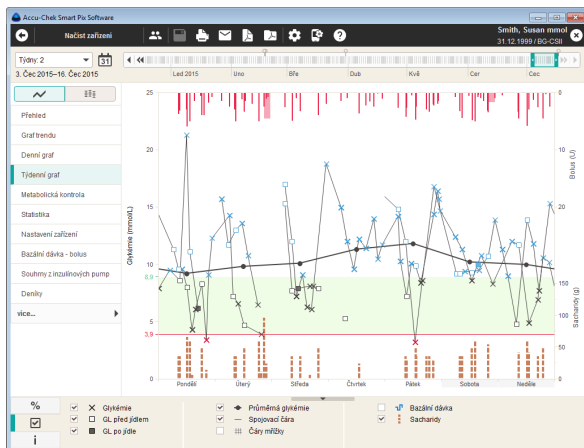 Accu-Chek Smart Pix Software
Načíst zařízení
Smith, Susan mmol
31.12.1999 / BG-CSII
Týdny: 2
31
3. Čec 2015–16. Čec 2015
Led 2015 Úno Bře Dub Kvě Čer Čec
Přehled
Graf trendu
Denní graf
Týdenní graf
Metabolická kontrola
Statistika
Nastavení zařízení
Bazální dávka - bolus
Souhrny z inzulínových pump
Deníky
více...
Glykémie (mmol/L)
25
20
15
10
8,9
5
3,9
0
0
Bolus (U)
10
20
150
Sacharidy (g)
100
50
0
Pondělí Úterý Středa Čtvrtek Pátek Sobota Neděle
%
i
Glykémie
GL před jídlem
GL po jídle
Průměrná glykémie
Spojovací čára
Čáry mřížky
Bazální dávka
Sacharidy